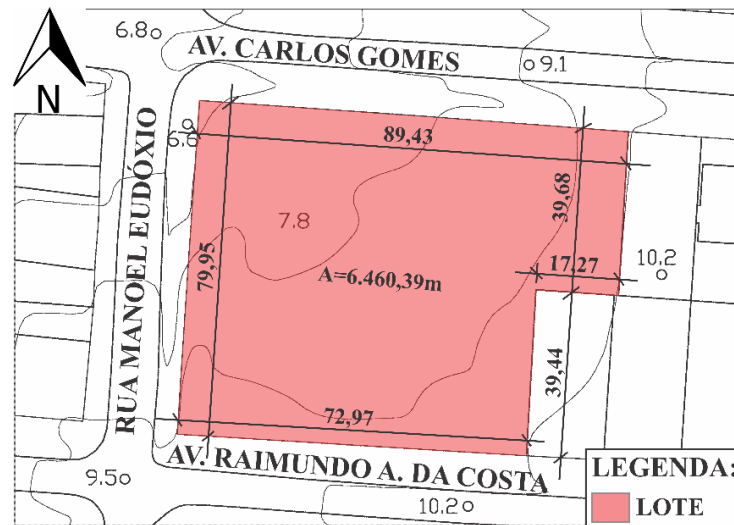 6.8
AV. CARLOS GOMES
9.1
N
6.8
89,43
39,68
7.8
79,95
RUA MANOEL EUDÓXIO
A=6.460,39m
17,27
10,2
39,44
72,97
AV. RAIMUNDO A. DA COSTA
9.5
10.2
LEGENDA:
LOTE